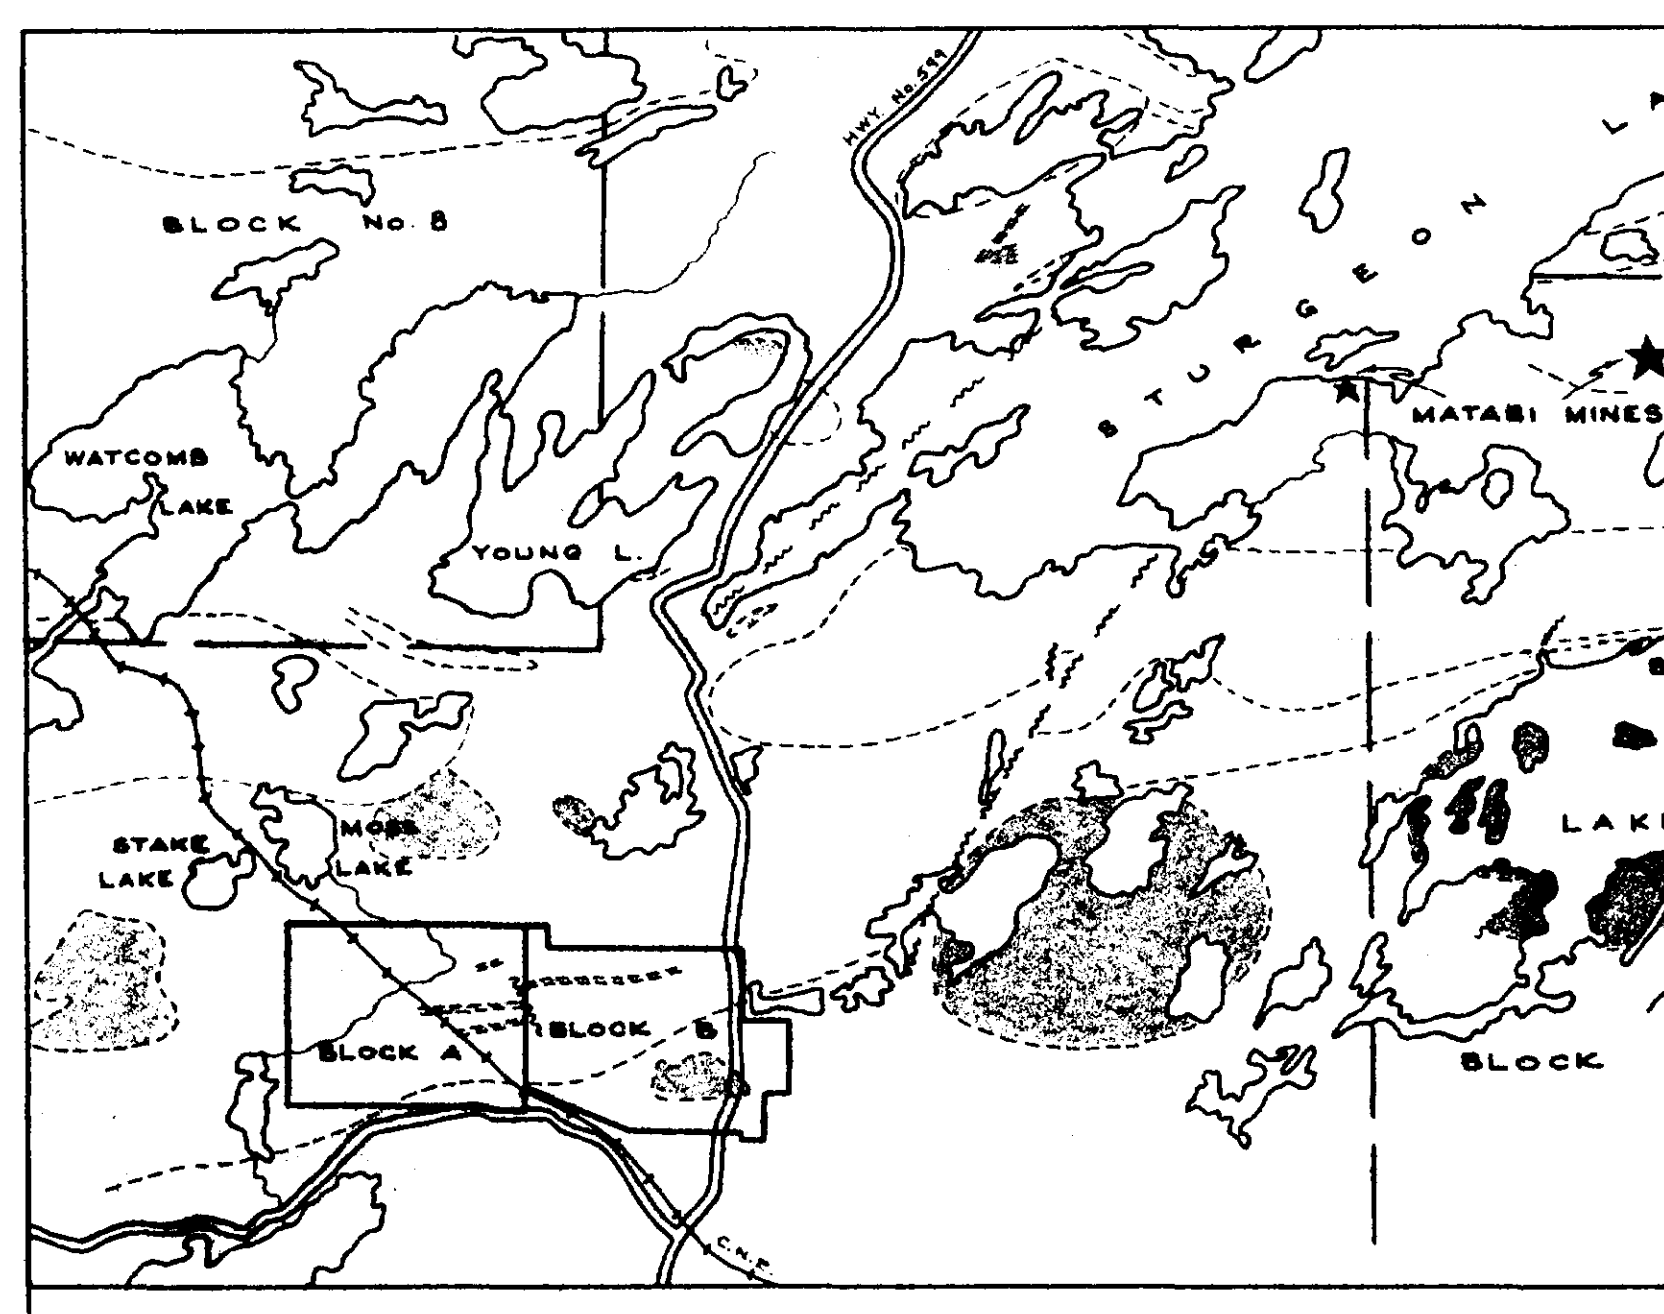 HWY. No. 599
BLOCK No. 8
STURGEON
L A
MATABI MINES
WATCOMB
LAKE
YOUNG L.
STAKE
LAKE
MOSS
LAKE
LAK
BLOCK A
BLOCK B
BLOCK
C.N.R.